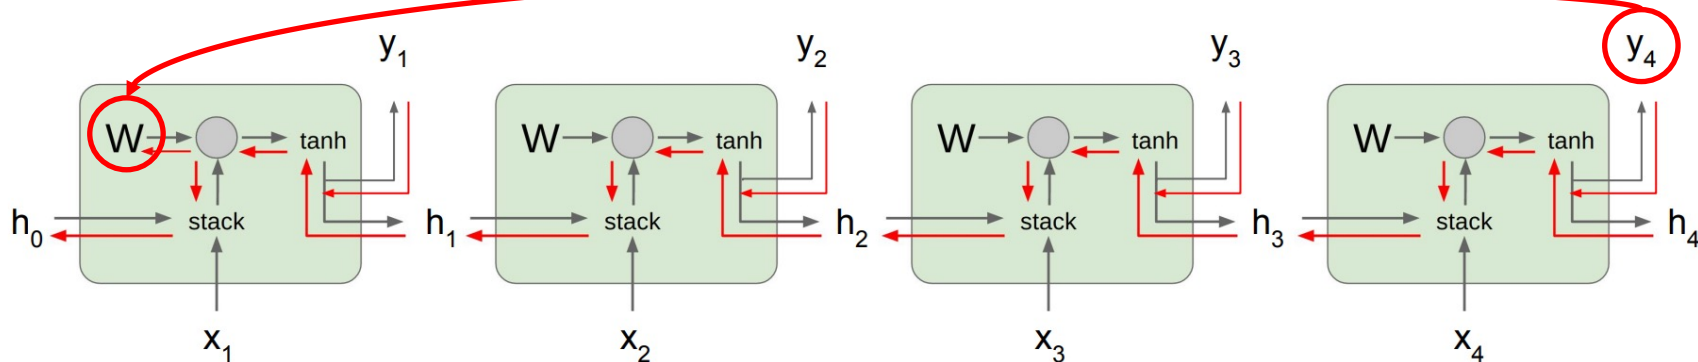 y1 y2 y3 y4
W tanh W tanh W tanh W tanh
h0 stack h1 stack h2 stack h3 stack h4
x1 x2 x3 x4